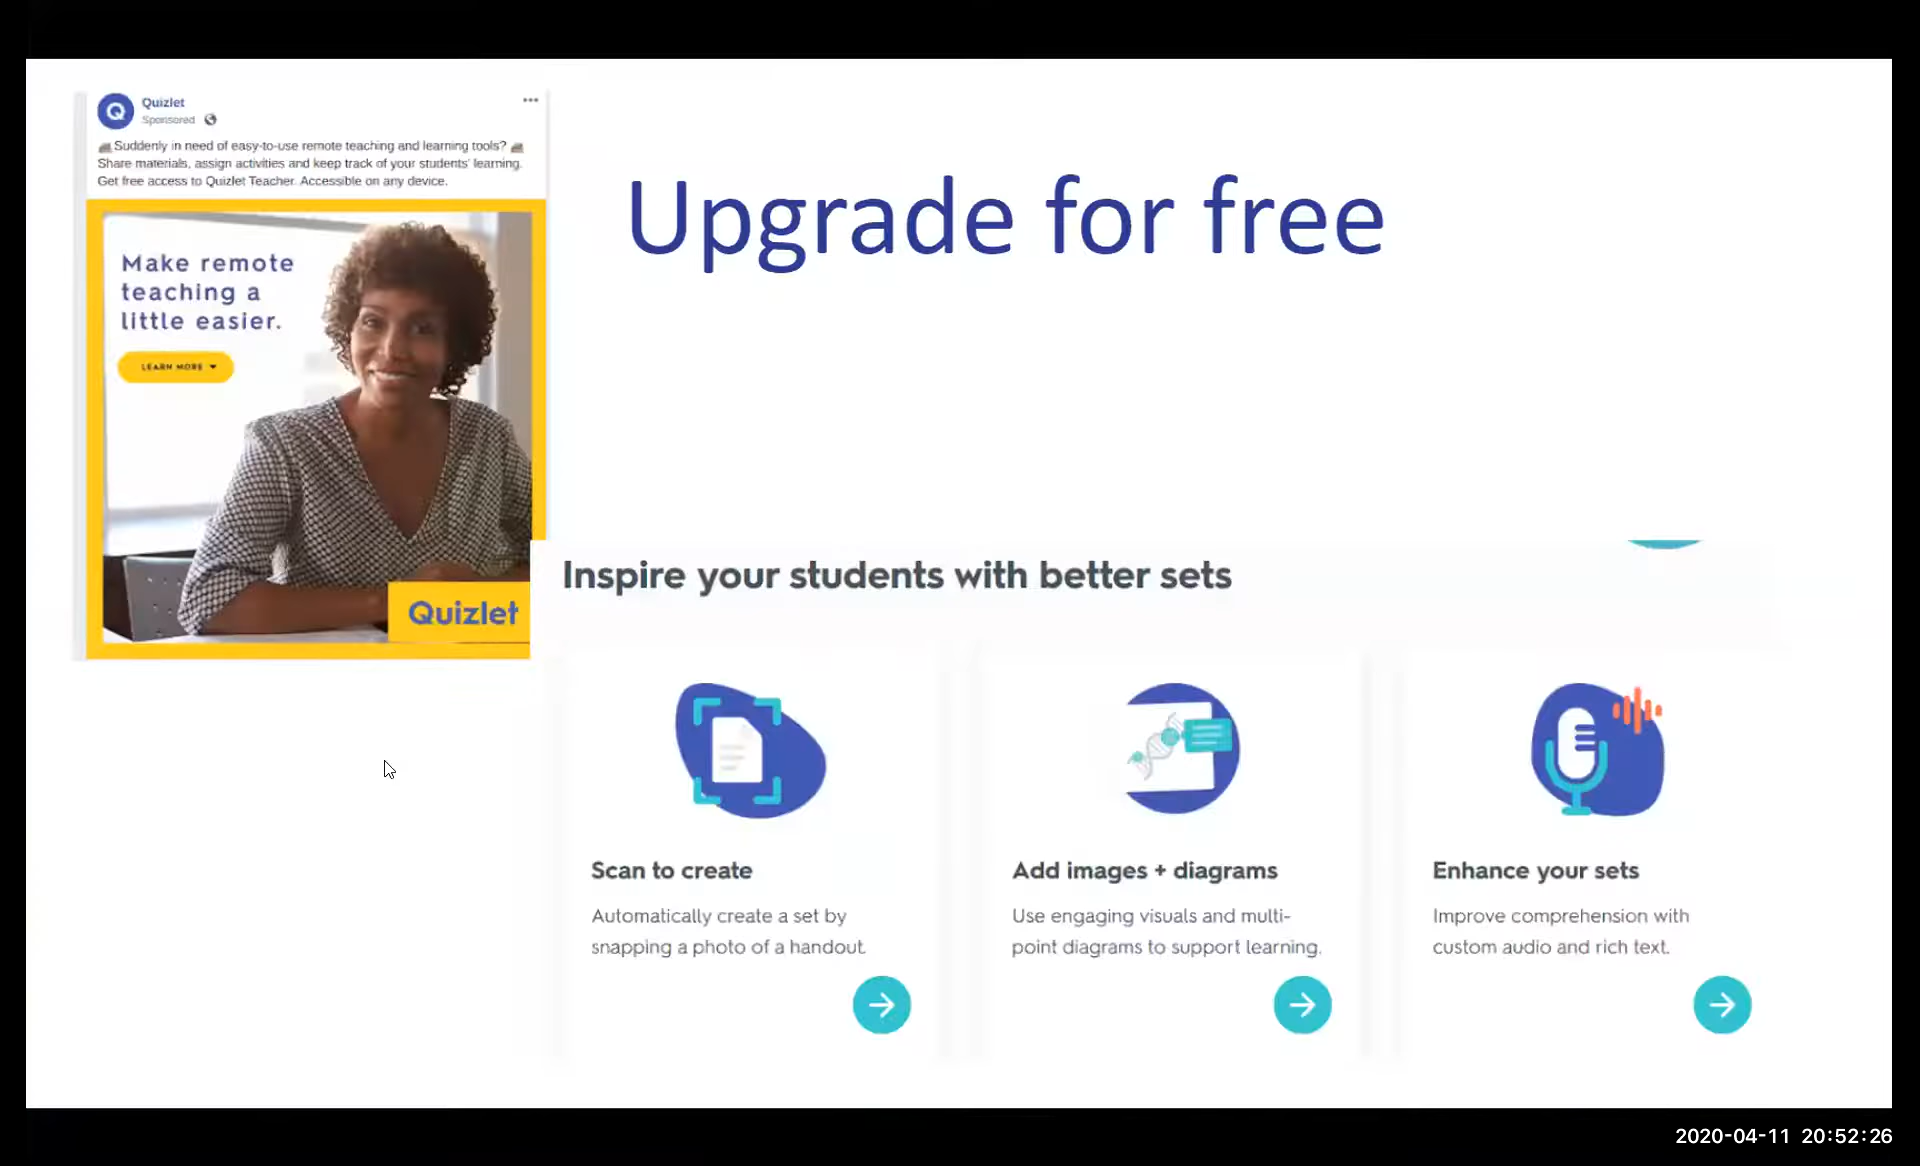 Quizlet
Sponsored
Suddenly in need of easy-to-use remote teaching and learning tools?
Share materials, assign activities and keep track of your students' learning.
Get free access to Quizlet Teacher. Accessible on any device.
Make remote
teaching a
little easier.
LEARN MORE
Quizlet
Upgrade for free
Inspire your students with better sets
Scan to create
Automatically create a set by
snapping a photo of a handout.
Add images + diagrams
Use engaging visuals and multi-
point diagrams to support learning.
Enhance your sets
Improve comprehension with
custom audio and rich text.
2020-04-11 20:52:26